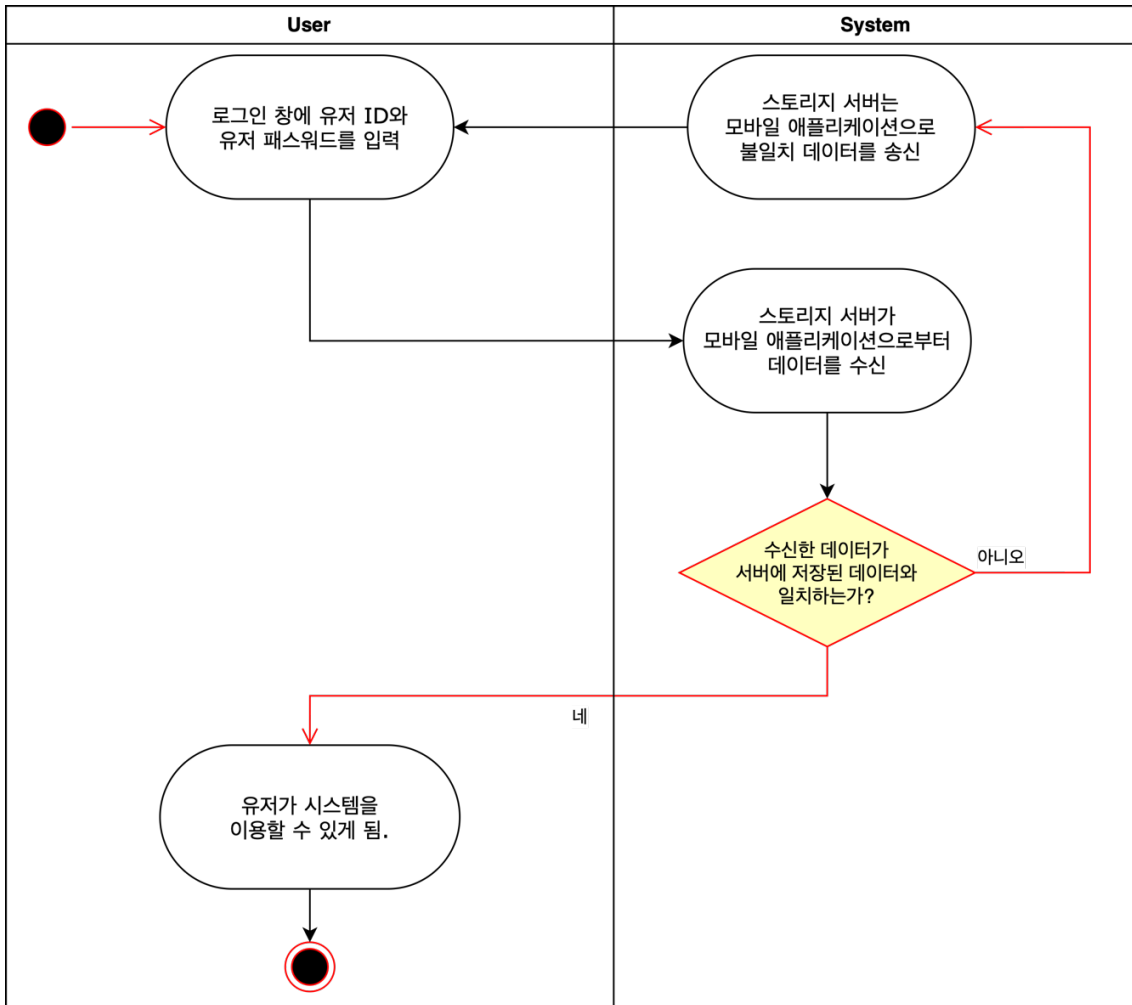 User
System
로그인 창에 유저 ID와
유저 패스워드를 입력
스토리지 서버는
모바일 애플리케이션으로
불일치 데이터를 송신
스토리지 서버가
모바일 애플리케이션으로부터
데이터를 수신
수신한 데이터가
서버에 저장된 데이터와
일치하는가?
아니오
네
유저가 시스템을
이용할 수 있게 됨.